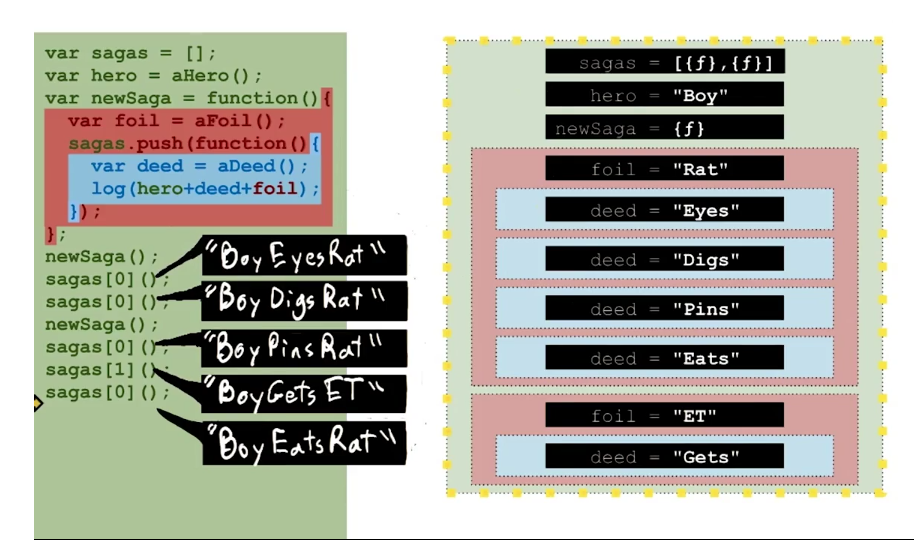 var sagas = [];
var hero = aHero();
var newSaga = function(){
var foil = aFoil();
sagas.push(function(){
var deed = aDeed();
log(hero+deed+foil);
});
};
newSaga();
sagas[0]();
sagas[0]();
newSaga();
sagas[0]();
sagas[1]();
sagas[0]();
"Boy Eyes Rat"
"Boy Digs Rat"
"Boy Pins Rat"
"Boy Gets ET"
"Boy Eats Rat"
sagas = [{f},{f}]
hero = "Boy"
newSaga = {f}
foil = "Rat"
deed = "Eyes"
deed = "Digs"
deed = "Pins"
deed = "Eats"
foil = "ET"
deed = "Gets"